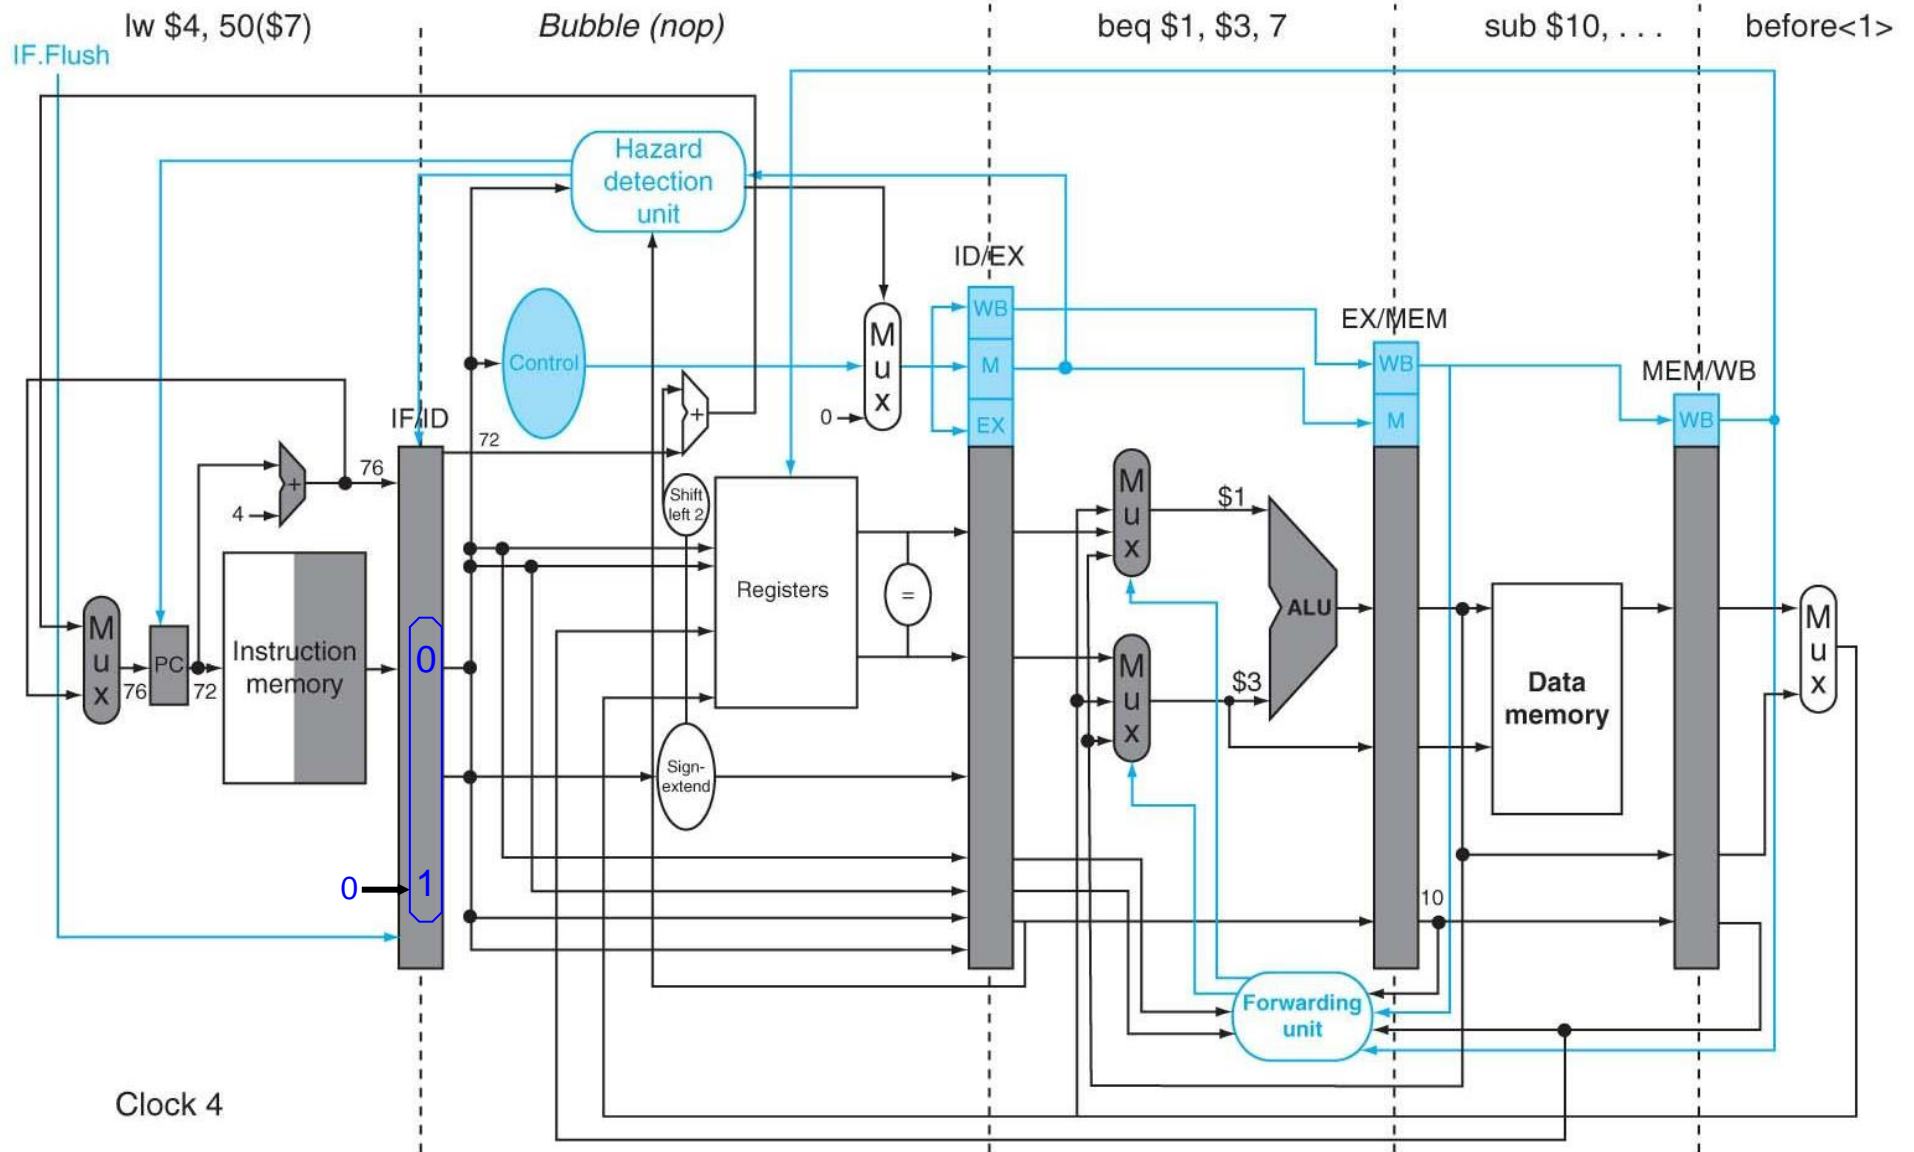 lw $4, 50($7)
Bubble (nop)
beq $1, $3, 7
sub $10, . . .
before<1>
IF.Flush
Hazard
detection
unit
ID/EX
WB
M
EX
EX/MEM
WB
M
MEM/WB
WB
Control
M
u
x
0
IF/ID
72
+
76
+
4
Shift
left 2
Registers
=
M
u
x
$1
ALU
M
u
x
$3
M
u
x
76
PC
72
Instruction
memory
0
0
1
Sign-
extend
Data
memory
M
u
x
10
Forwarding
unit
Clock 4